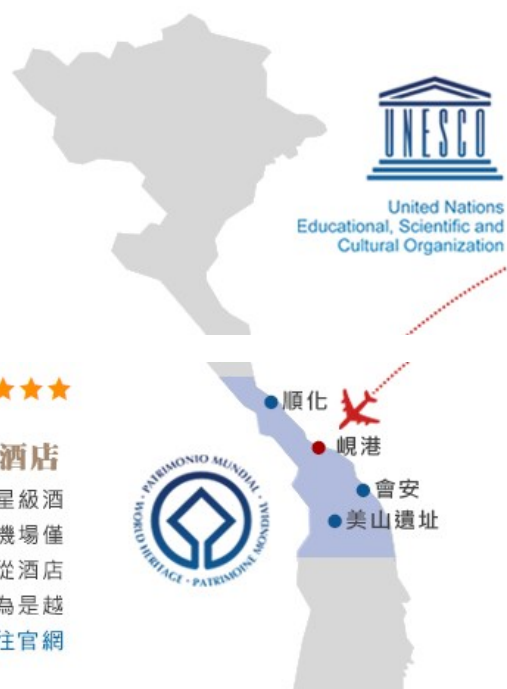 UNESCO
United Nations
Educational, Scientific and
Cultural Organization
順化
峴港
會安
美山遺址
酒店
星級酒
機場僅
從酒店
為是越
往官網
PATRIMONIO MUNDIAL • WORLD HERITAGE • PATRIMOINE MONDIAL